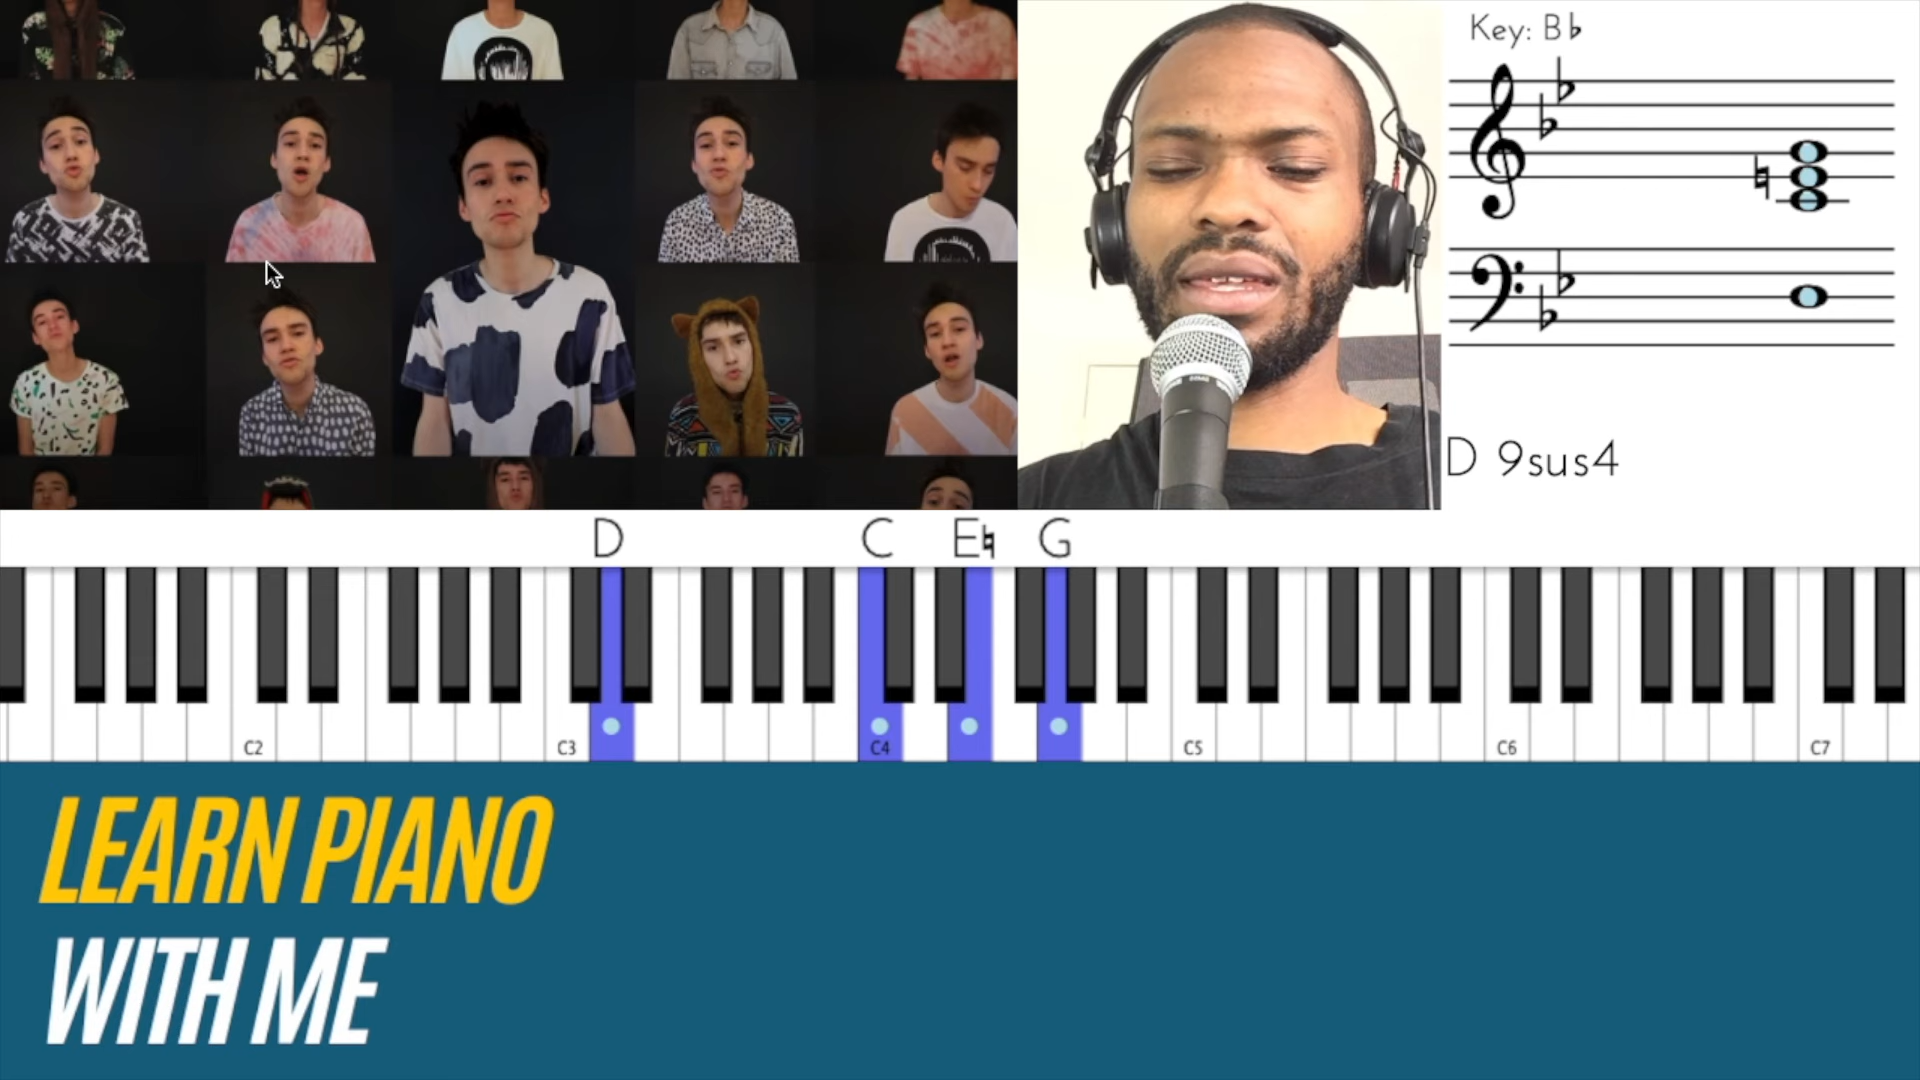 Key: B♭
D 9sus4
D C E♮ G
C2 C3 C4 C5 C6 C7
LEARN PIANO
WITH ME